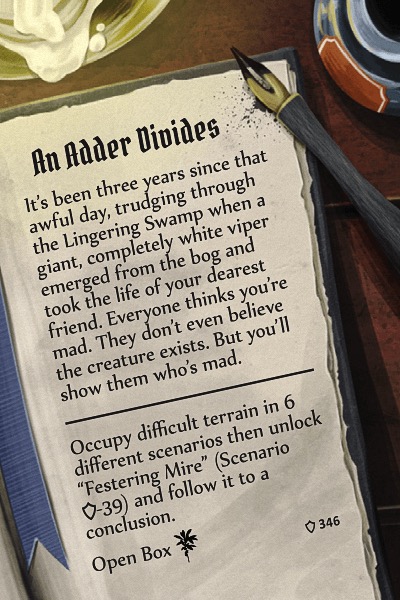 An Adder Divides
It's been three years since that
awful day, trudging through
the Lingering Swamp when a
giant, completely white viper
emerged from the bog and
took the life of your dearest
friend. Everyone thinks you're
mad. They don't even believe
the creature exists. But you'll
show them who's mad.
Occupy difficult terrain in 6
different scenarios then unlock
“Festering Mire” (Scenario
-39) and follow it to a
conclusion.
Open Box
346